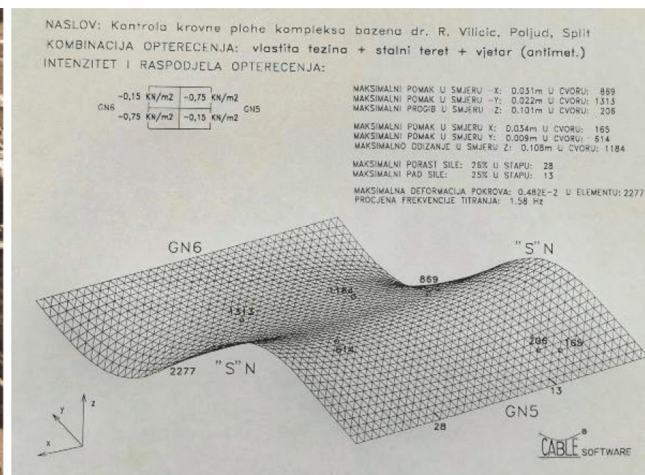 NASLOV: Kontrola krovne plohe kompleksa bazena dr. R. Vilicic, Poljud, Split
KOMBINACIJA OPTERECENJA: vlastita tezina + stalni teret + vjetar (antimet.)
INTENZITET I RASPODJELA OPTERECENJA:
-0,15 KN/m2 -0,75 KN/m2
GN6 GN5
-0,75 KN/m2 -0,15 KN/m2
MAKSIMALNI POMAK U SMJERU -X: 0.031m U CVORU: 869
MAKSIMALNI POMAK U SMJERU -Y: 0.022m U CVORU: 1313
MAKSIMALNI PROGIB U SMJERU -Z: 0.101m U CVORU: 206
MAKSIMALNI POMAK U SMJERU X: 0.034m U CVORU: 165
MAKSIMALNI POMAK U SMJERU Y: 0.009m U CVORU: 614
MAKSIMALNO ODIZANJE U SMJERU Z: 0.108m U CVORU: 1184
MAKSIMALNI PORAST SILE: 26% U STAPU: 28
MAKSIMALNI PAD SILE: 25% U STAPU: 13
MAKSIMALNA DEFORMACIJA POKROVA: 0.482E-2 U ELEMENTU: 2277
PROCJENA FREKVENCIJE TITRANJA: 1.58 Hz
GN6
"S"N
869
1184
1313
614
206 165
2277
"S"N
13
GN5
28
z
y
x
CABLE ® SOFTWARE